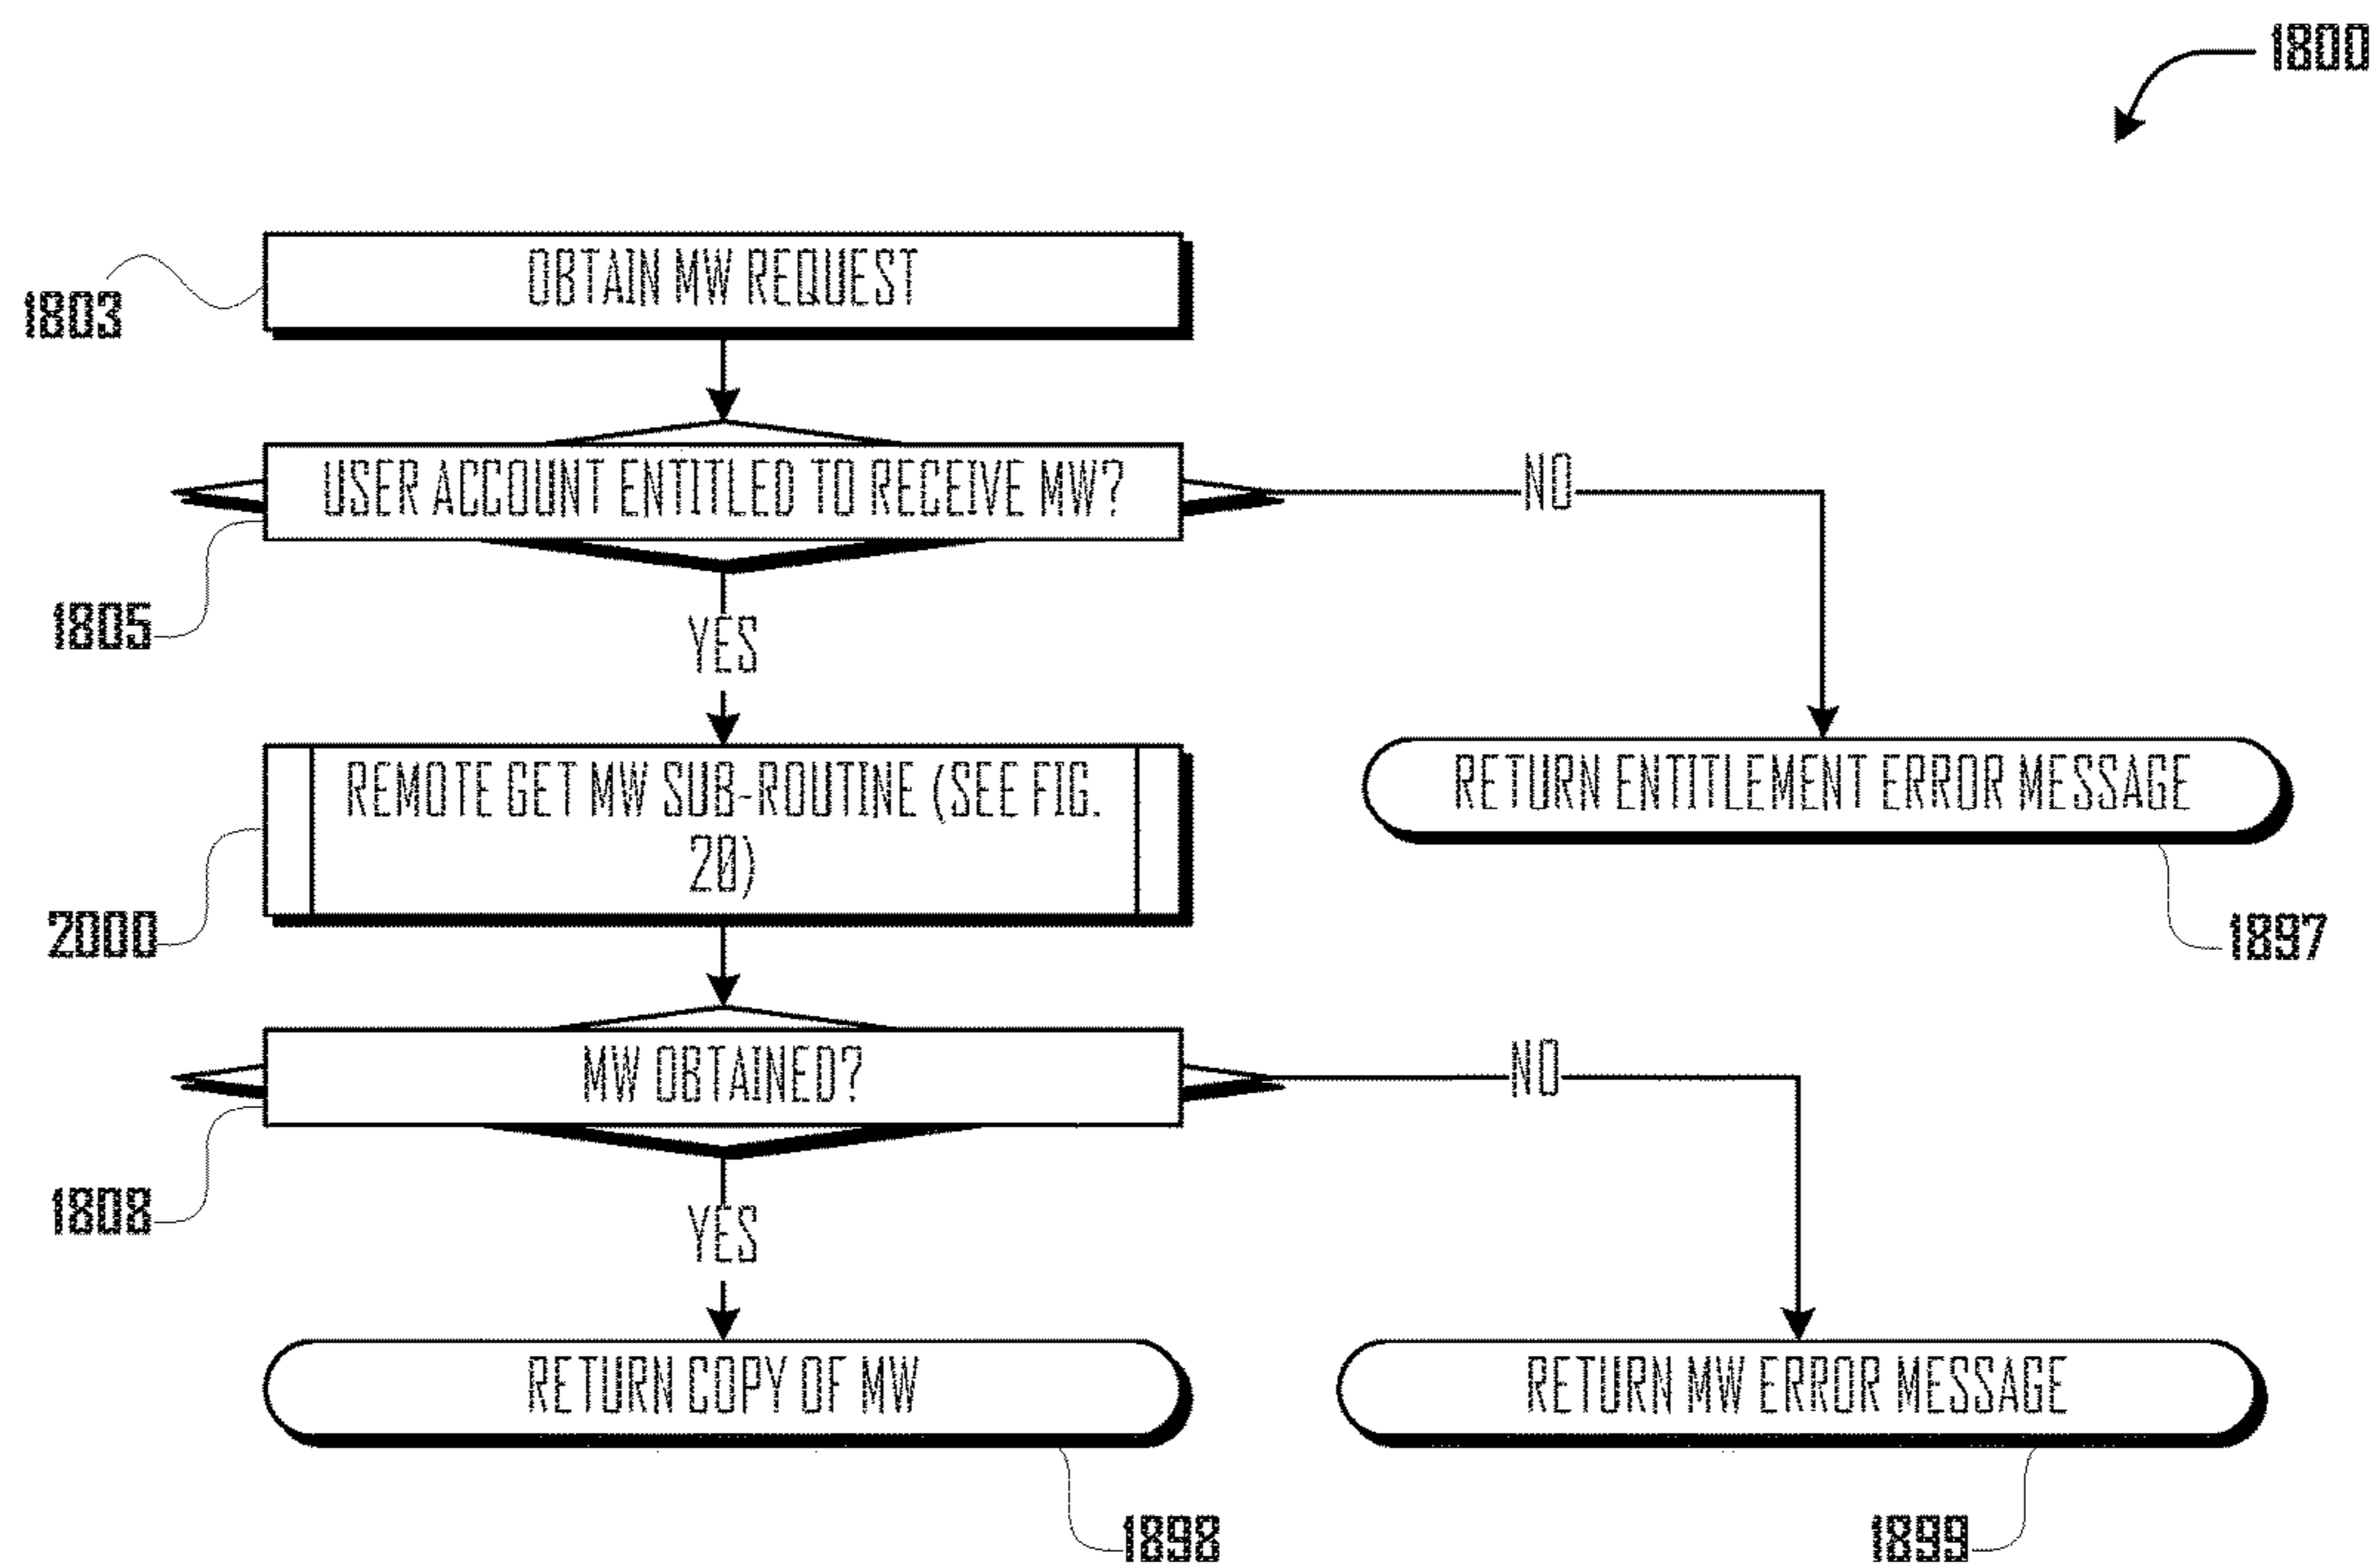 1800
OBTAIN MW REQUEST
1803
USER ACCOUNT ENTITLED TO RECEIVE MW?
NO
1805
YES
REMOTE GET MW SUB-ROUTINE (SEE FIG.
20)
RETURN ENTITLEMENT ERROR MESSAGE
2000
1897
MW OBTAINED?
NO
1808
YES
RETURN COPY OF MW
RETURN MW ERROR MESSAGE
1898
1899